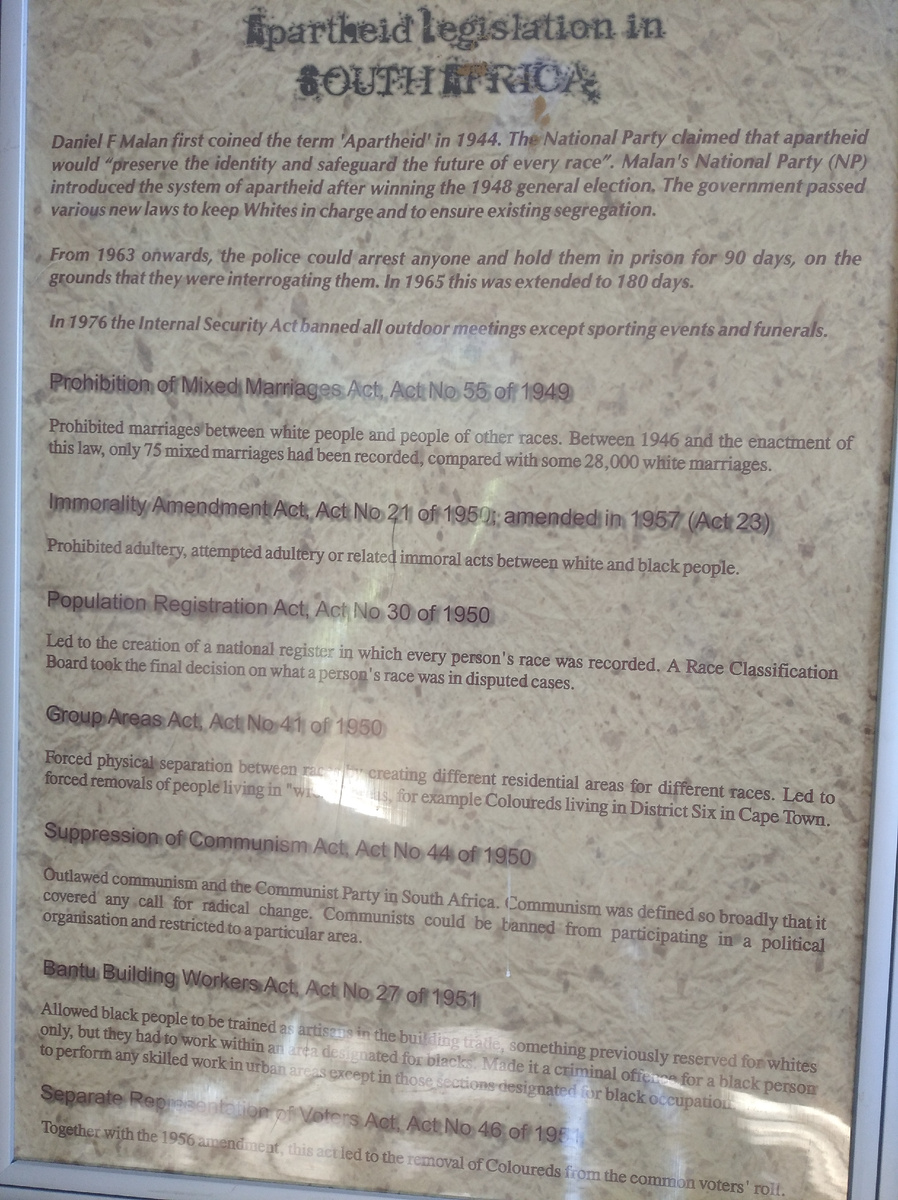 Apartheid legislation in
SOUTH AFRICA
Daniel F Malan first coined the term 'Apartheid' in 1944. The National Party claimed that apartheid
would “preserve the identity and safeguard the future of every race”. Malan's National Party (NP)
introduced the system of apartheid after winning the 1948 general election. The government passed
various new laws to keep Whites in charge and to ensure existing segregation.
From 1963 onwards, the police could arrest anyone and hold them in prison for 90 days, on the
grounds that they were interrogating them. In 1965 this was extended to 180 days.
In 1976 the Internal Security Act banned all outdoor meetings except sporting events and funerals.
Prohibition of Mixed Marriages Act, Act No 55 of 1949
Prohibited marriages between white people and people of other races. Between 1946 and the enactment of
this law, only 75 mixed marriages had been recorded, compared with some 28,000 white marriages.
Immorality Amendment Act, Act No 21 of 1950; amended in 1957 (Act 23)
Prohibited adultery, attempted adultery or related immoral acts between white and black people.
Population Registration Act, Act No 30 of 1950
Led to the creation of a national register in which every person's race was recorded. A Race Classification
Board took the final decision on what a person's race was in disputed cases.
Group Areas Act, Act No 41 of 1950
Forced physical separation between creating different residential areas for different races. Led to
forced removals of people living in for example Coloureds living in District Six in Cape Town.
Suppression of Communism Act, Act No 44 of 1950
Outlawed communism and the Communist Party in South Africa. Communism was defined so broadly that it
covered any call for radical change. Communists could be banned from participating in a political
organisation and restricted to a particular area.
Bantu Building Workers Act, Act No 27 of 1951
Allowed black people to be trained as artisans in the building trade, something previously reserved for whites
only, but they had to work within an area designated for blacks. Made it a criminal offence for a black person
to perform any skilled work in urban areas except in those sections designated for black occupation.
Separate Representation of Voters Act, Act No 46 of 1951
Together with the 1956 amendment, this act led to the removal of Coloureds from the common voters' roll.